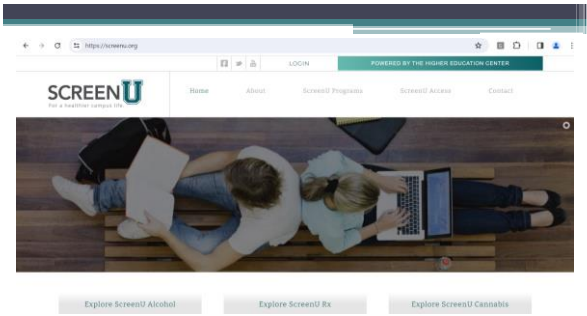 https://screenu.org
LOGIN
POWERED BY THE HIGHER EDUCATION CENTER
SCREEN U
For a healthier campus life.
Home
About
ScreenU Programs
ScreenU Access
Contact
Explore ScreenU Alcohol
Explore ScreenU Rx
Explore ScreenU Cannabis